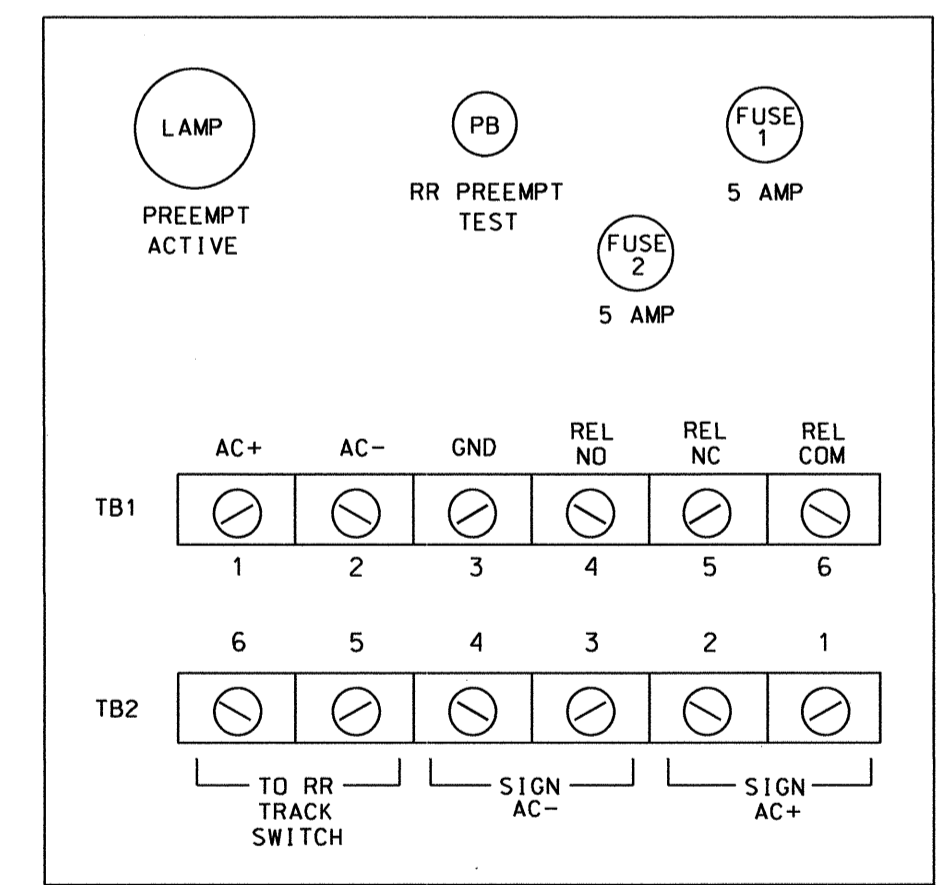 LAMP
PREEMPT
ACTIVE
PB
RR PREEMPT
TEST
FUSE
1
5 AMP
FUSE
2
5 AMP
AC+ AC- GND REL NO REL NC REL COM
TB1
1 2 3 4 5 6
6 5 4 3 2 1
TB2
TO RR
TRACK
SWITCH
SIGN
AC-
SIGN
AC+